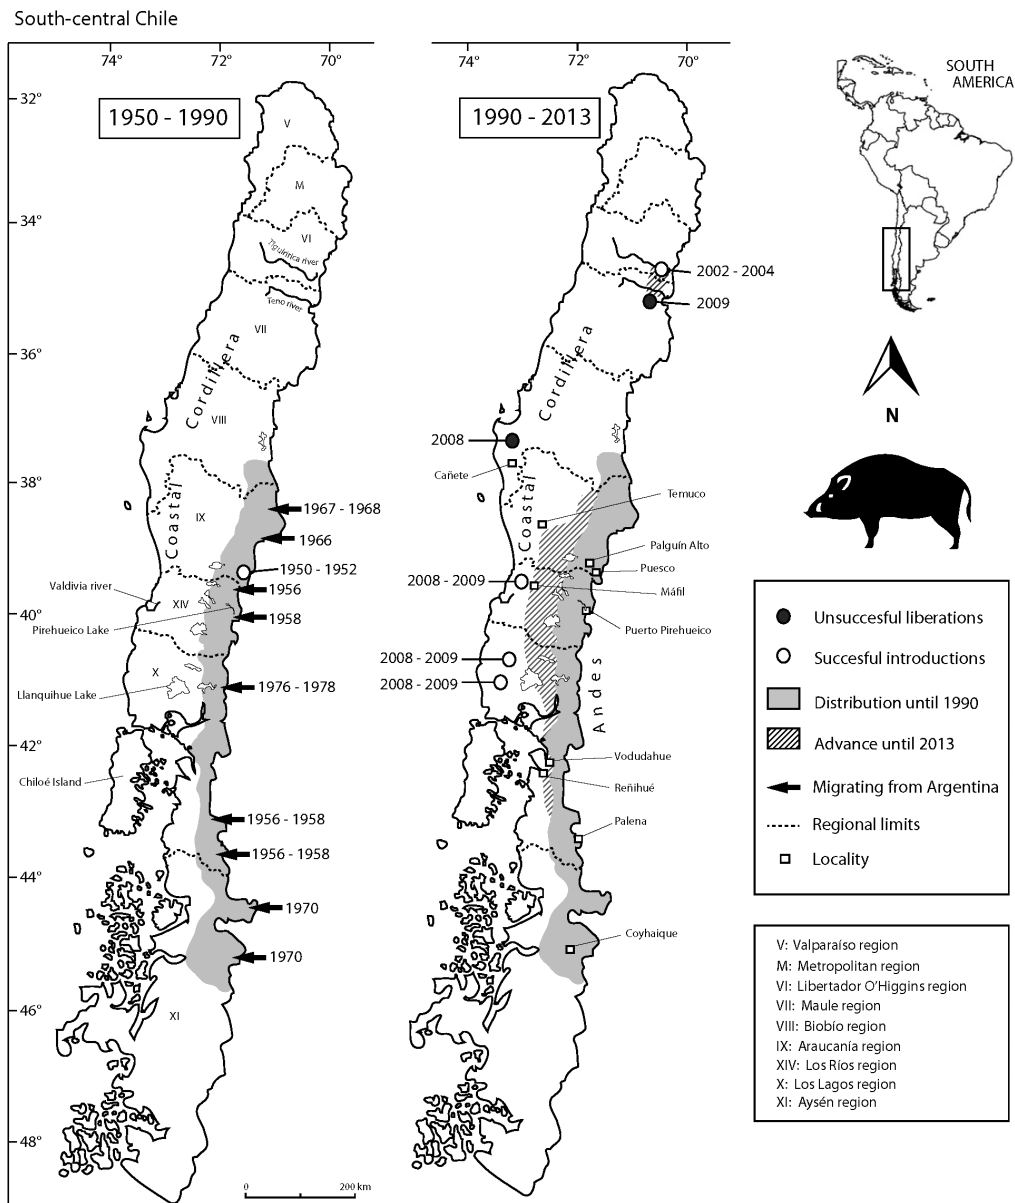 South-central Chile
74°
72°
70°
74°
72°
70°
SOUTH
AMERICA
32°
34°
36°
38°
40°
42°
44°
46°
48°
1950 - 1990
V
M
VI
Tiguiririca river
Teno river
VII
Cordillera
VIII
Coastal
IX
1967 - 1968
1966
1950 - 1952
1956
1958
Valdivia river
XIV
Pirehueico Lake
X
Llanquihue Lake
1976 - 1978
Chiloé Island
1956 - 1958
1956 - 1958
1970
1970
XI
0
200 km
1990 - 2013
2002 - 2004
2009
Cordillera
2008
Cañete
Coastal
Temuco
Palguín Alto
Puesco
2008 - 2009
Máfil
Puerto Pirehueico
2008 - 2009
2008 - 2009
Andes
Vodudahue
Reñihué
Palena
Coyhaique
N
Unsuccesful liberations
Succesful introductions
Distribution until 1990
Advance until 2013
Migrating from Argentina
Regional limits
Locality
V: Valparaíso region
M: Metropolitan region
VI: Libertador O'Higgins region
VII: Maule region
VIII: Biobío region
IX: Araucanía region
XIV: Los Ríos region
X: Los Lagos region
XI: Aysén region